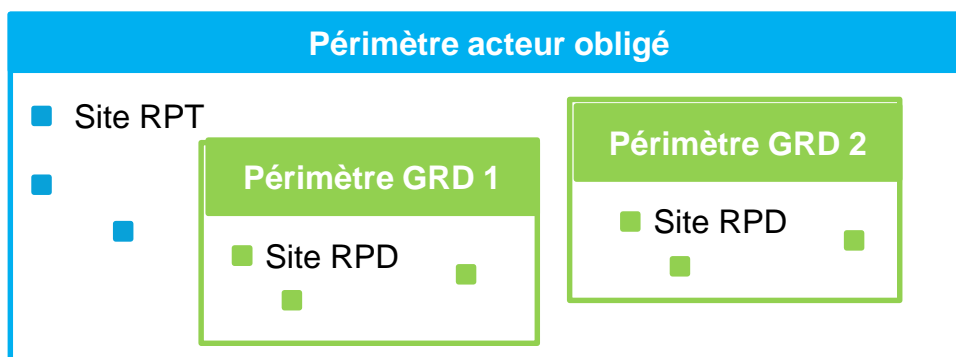 Périmètre acteur obligé
Site RPT
Périmètre GRD 1
Site RPD
Périmètre GRD 2
Site RPD